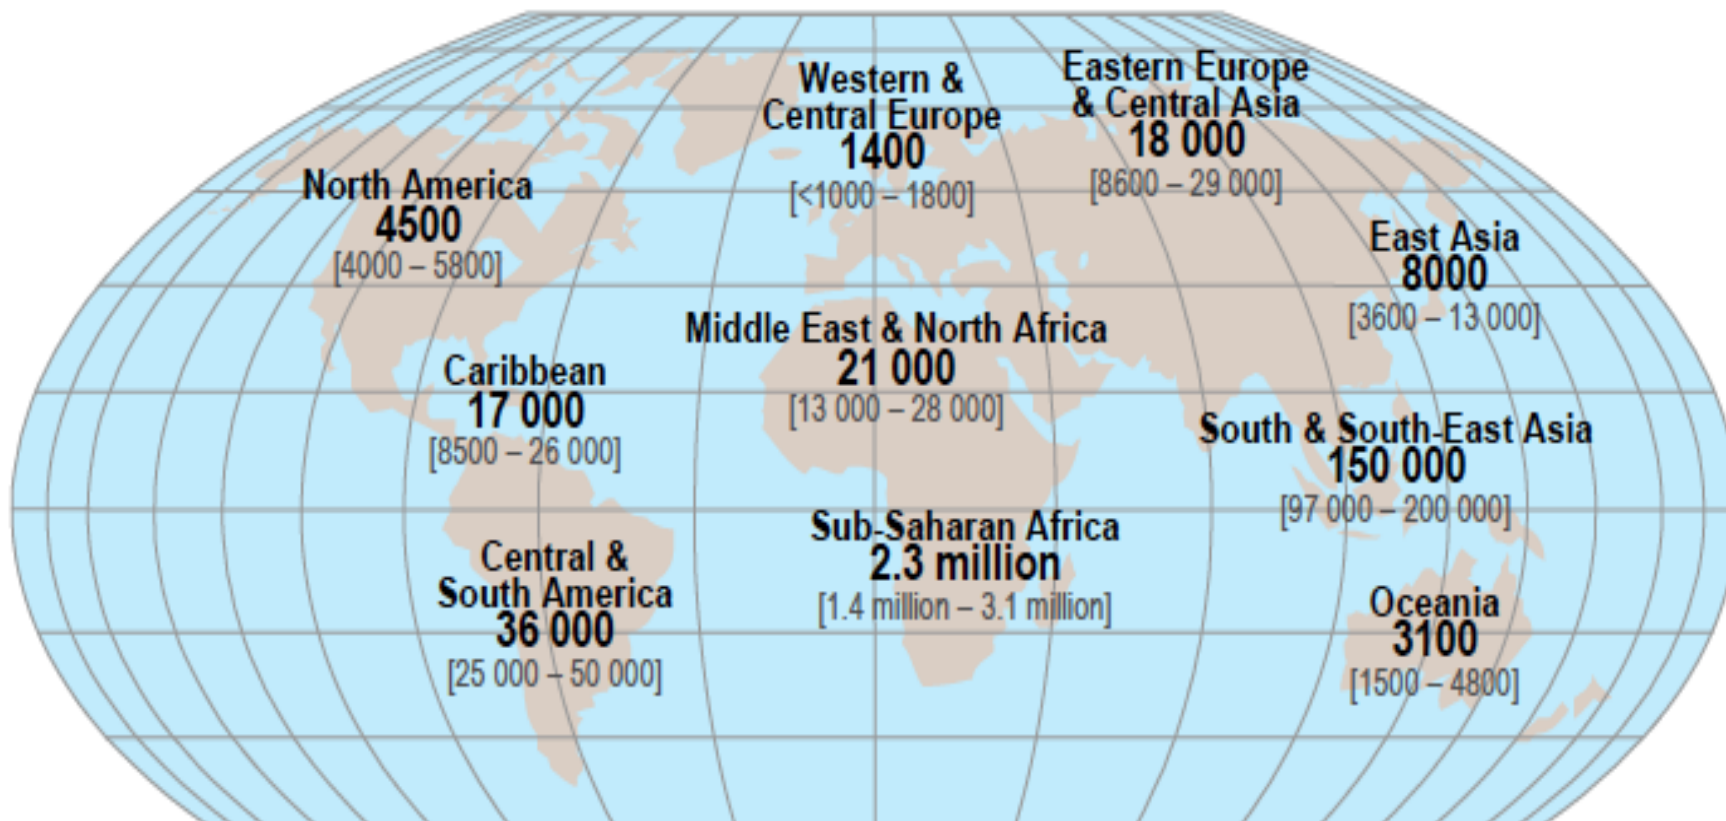 Western &
Central Europe
1400
[<1000 – 1800]
Eastern Europe
& Central Asia
18 000
[8600 – 29 000]
North America
4500
[4000 – 5800]
East Asia
8000
[3600 – 13 000]
Middle East & North Africa
21 000
[13 000 – 28 000]
Caribbean
17 000
[8500 – 26 000]
South & South-East Asia
150 000
[97 000 – 200 000]
Sub-Saharan Africa
2.3 million
[1.4 million – 3.1 million]
Central &
South America
36 000
[25 000 – 50 000]
Oceania
3100
[1500 – 4800]